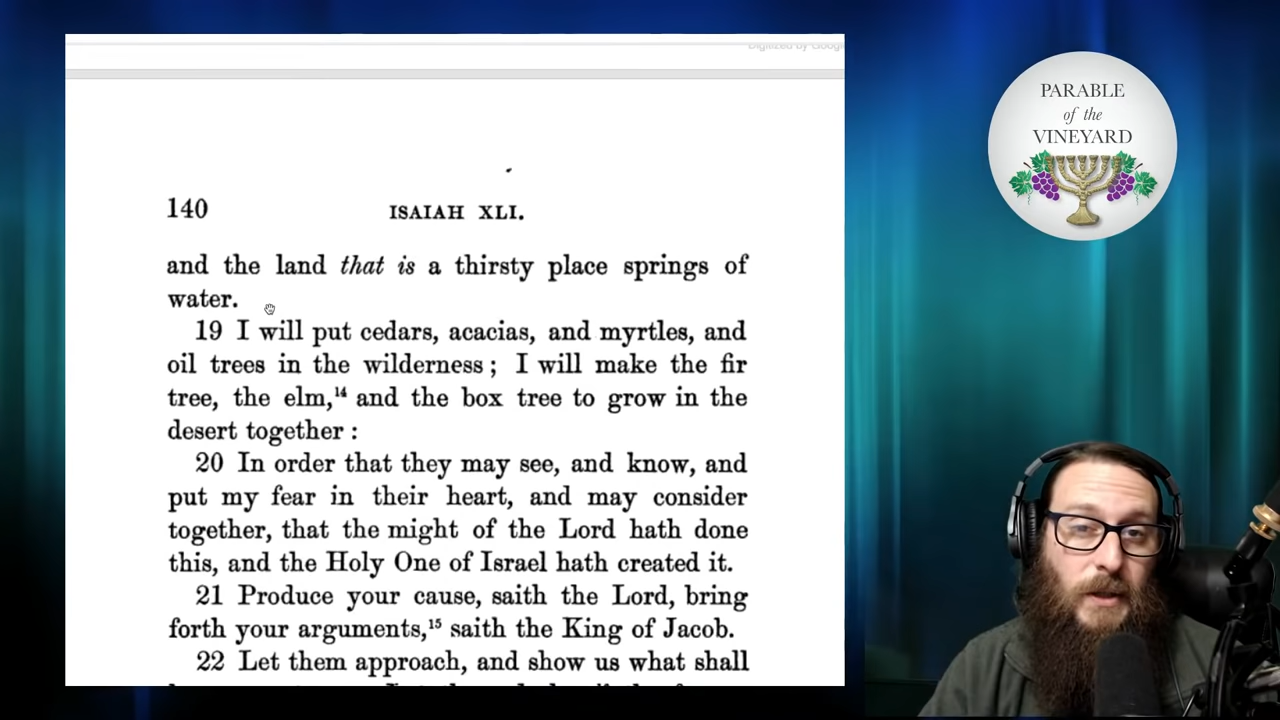 Digitized by Google
140
ISAIAH XLI.
and the land that is a thirsty place springs of
water.
19 I will put cedars, acacias, and myrtles, and
oil trees in the wilderness; I will make the fir
tree, the elm,¹⁴ and the box tree to grow in the
desert together :
20 In order that they may see, and know, and
put my fear in their heart, and may consider
together, that the might of the Lord hath done
this, and the Holy One of Israel hath created it.
21 Produce your cause, saith the Lord, bring
forth your arguments,¹⁵ saith the King of Jacob.
22 Let them approach, and show us what shall
PARABLE
of the
VINEYARD